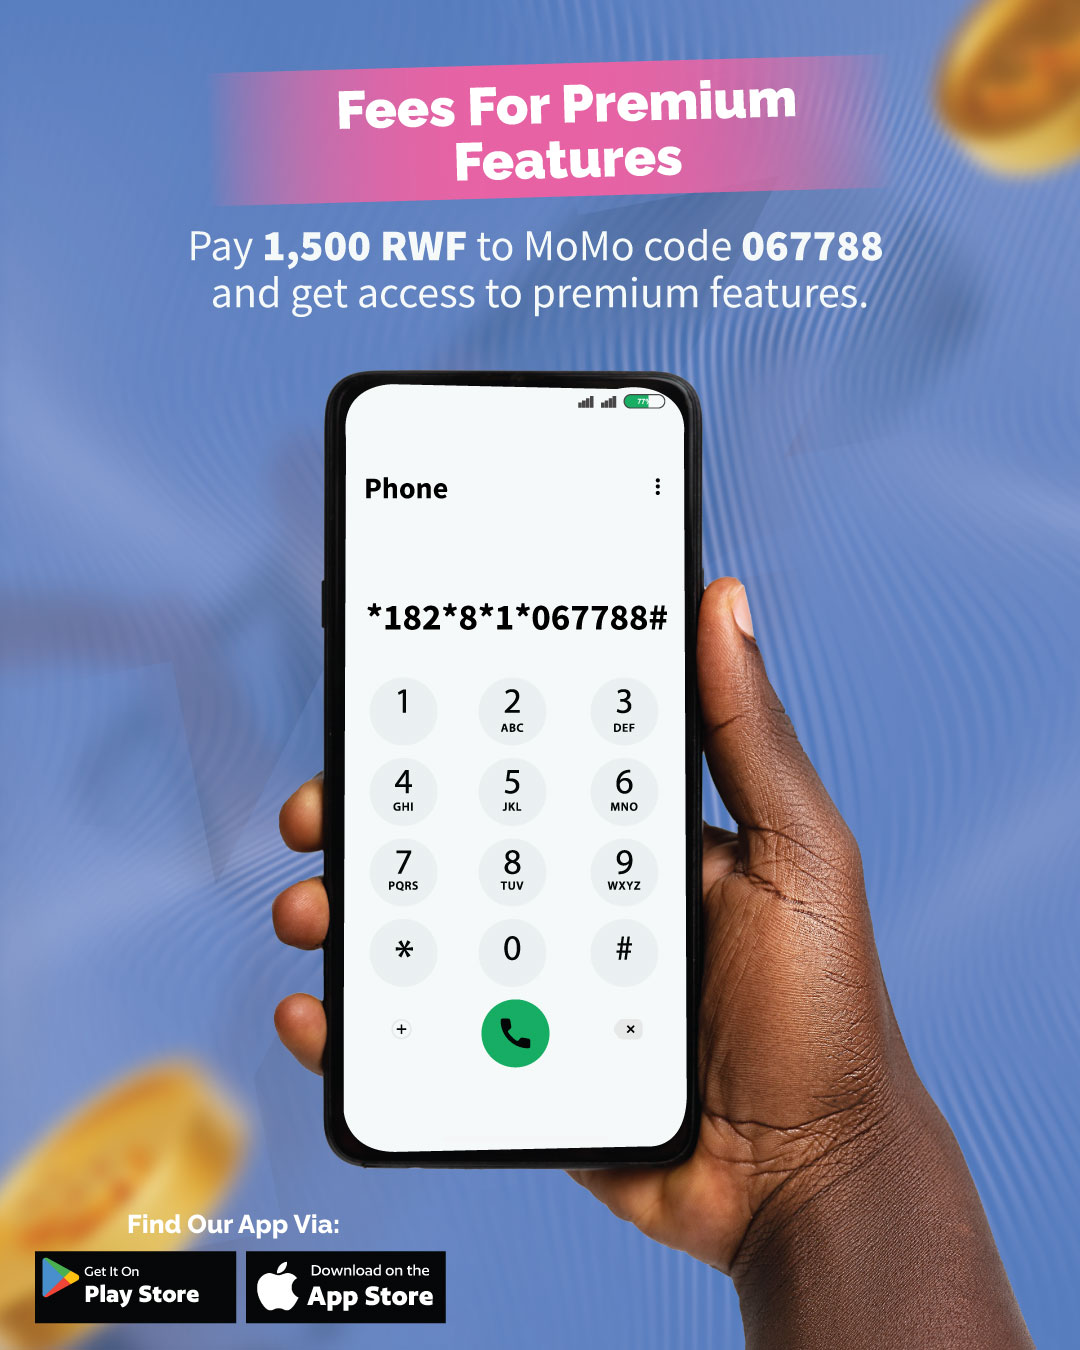 Fees For Premium
Features
Pay 1,500 RWF to MoMo code 067788
and get access to premium features.
77%
Phone
*182*8*1*067788#
1
2
ABC
3
DEF
4
GHI
5
JKL
6
MNO
7
PQRS
8
TUV
9
WXYZ
*
0
#
+
×
Find Our App Via:
Get It On
Play Store
Download on the
App Store